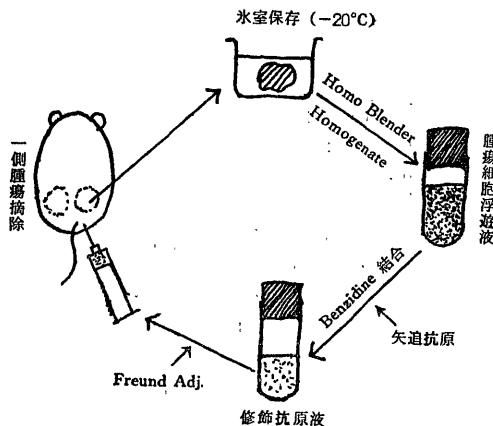 氷室保存（-20℃）
Homo Blender
Homogenate
腫瘍細胞浮遊液
Benzidine 結合
矢追抗原
修飾抗原液
Freund Adj.
一側腫瘍摘除